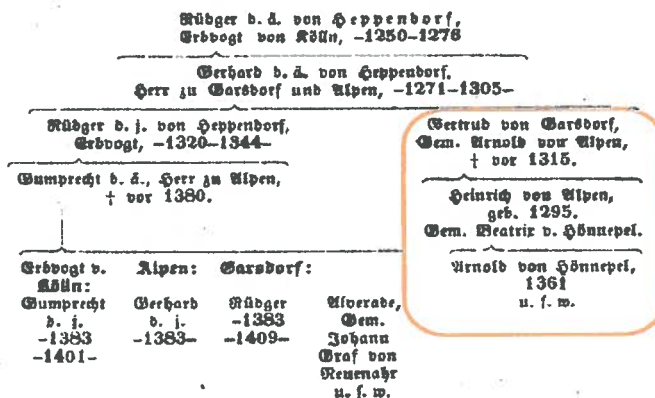 Rüdger d. ä. von Heppendorf,
Erbvogt von Kölln, -1250-1276
Gerhard d. ä. von Heppendorf,
Herr zu Garsdorf und Alpen, -1271-1305-
Rüdger d. j. von Heppendorf,
Erbvogt, -1320-1344-
Gumprecht d. ä., Herr zu Alpen,
† vor 1380.
Gertrud von Garsdorf,
Gem. Arnold von Alpen,
† vor 1315.
Heinrich von Alpen,
geb. 1295.
Gem. Beatrix v. Hönnepel.
Arnold von Hönnepel,
1361
u. s. w.
Erbvogt v.
Kölln:
Gumprecht
d. j.
-1383
-1401-
Alpen:
Gerhard
d. j.
-1383-
Garsdorf:
Rüdger
-1383
-1409-
Alverade,
Gem.
Johann
Graf von
Neuenahr
u. s. w.